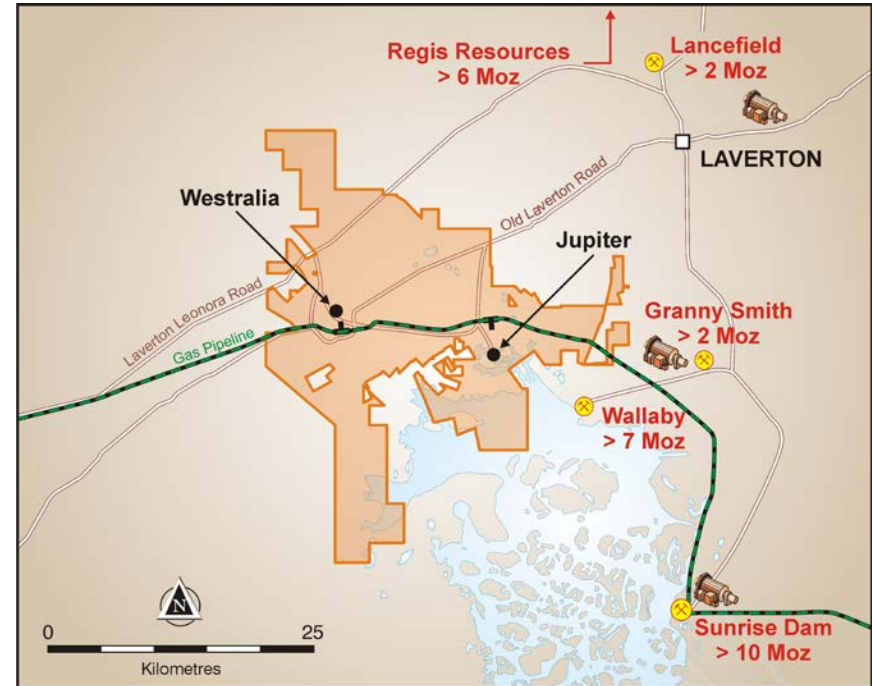 Regis Resources
> 6 Moz
Lancefield
> 2 Moz
LAVERTON
Westralia
Old Laverton Road
Jupiter
Laverton Leonora Road
Gas Pipeline
Granny Smith
> 2 Moz
Wallaby
> 7 Moz
N
0 25
Kilometres
Sunrise Dam
> 10 Moz